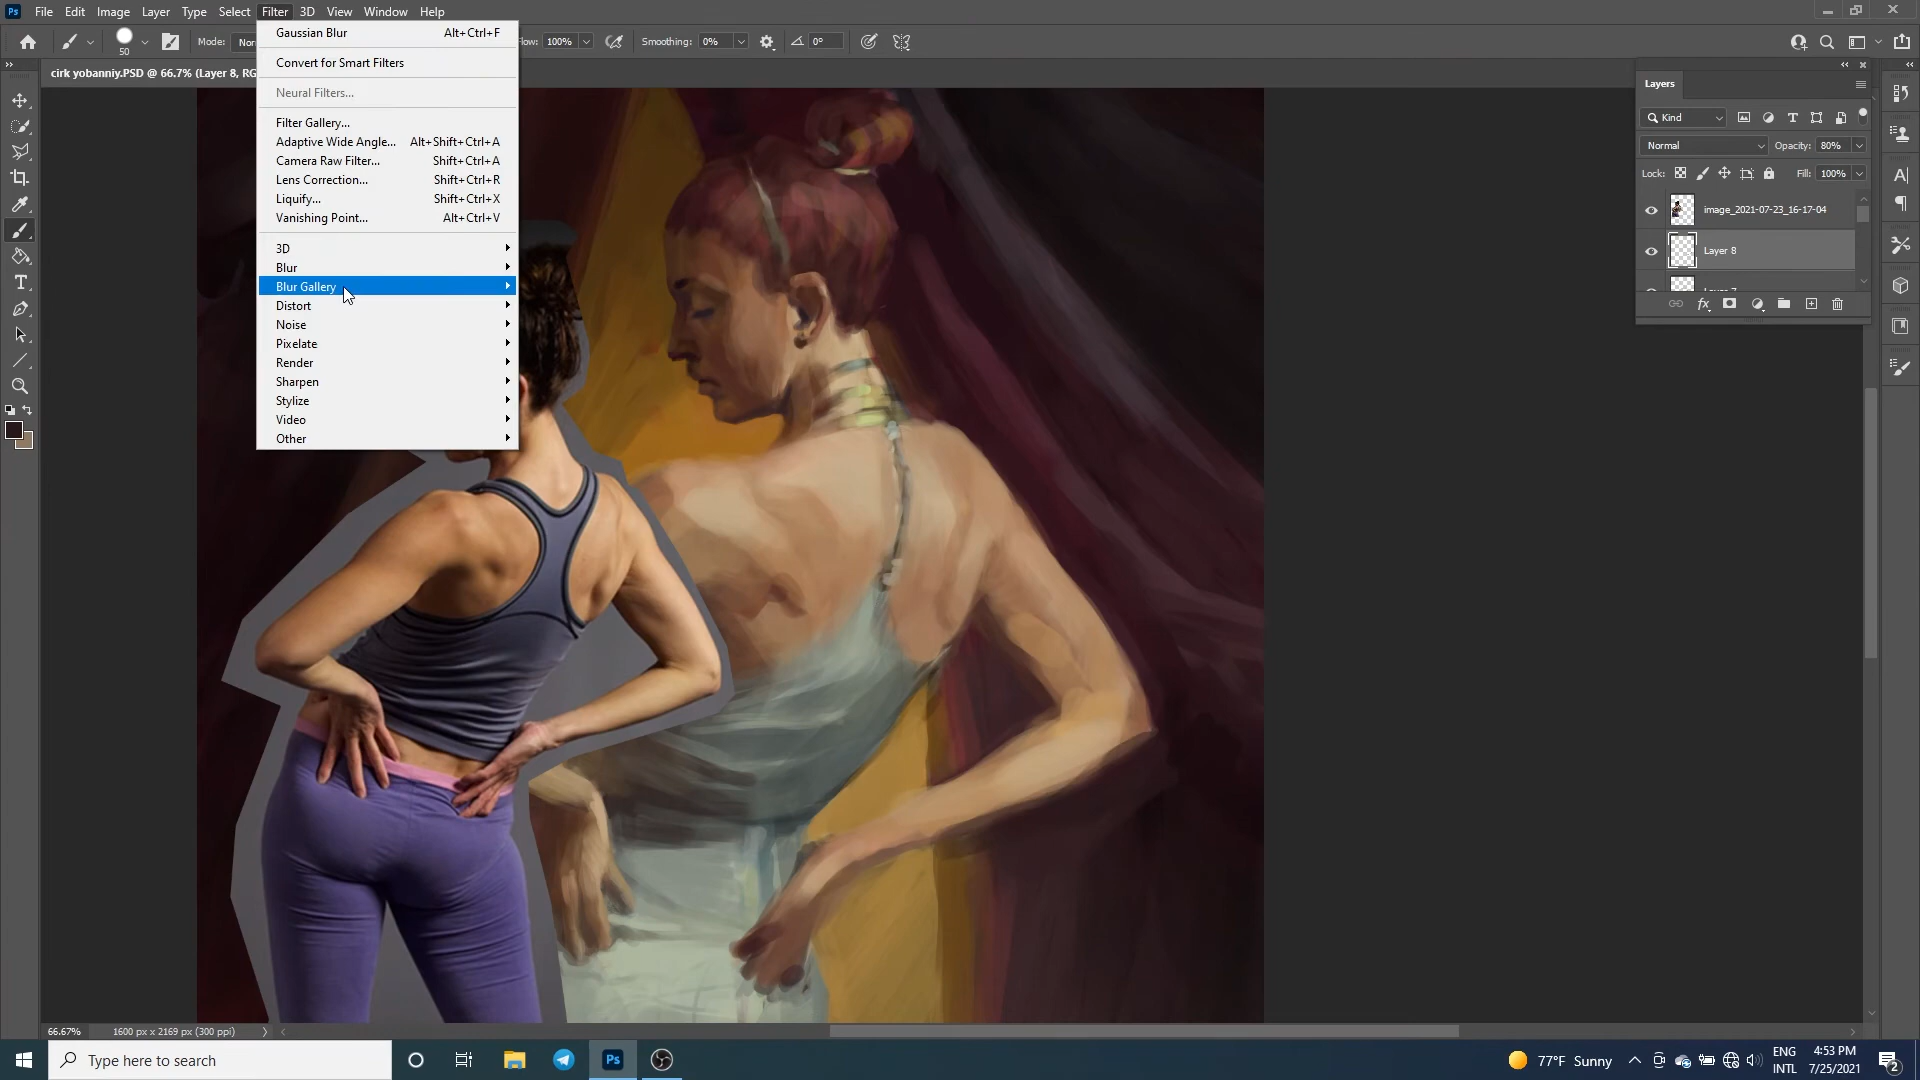 Ps File Edit Image Layer Type Select Filter 3D View Window Help
50 Mode: Flow: 100% Smoothing: 0% 0°
cirk yobanniy.PSD @ 66.7% (Layer 8, RG
Gaussian Blur Alt+Ctrl+F
Convert for Smart Filters
Neural Filters...
Filter Gallery...
Adaptive Wide Angle... Alt+Shift+Ctrl+A
Camera Raw Filter... Shift+Ctrl+A
Lens Correction... Shift+Ctrl+R
Liquify... Shift+Ctrl+X
Vanishing Point... Alt+Ctrl+V
3D
Blur
Blur Gallery
Distort
Noise
Pixelate
Render
Sharpen
Stylize
Video
Other
Layers
Kind
Normal Opacity: 80%
Lock: Fill: 100%
image_2021-07-23_16-17-04
Layer 8
66.67% 1600 px x 2169 px (300 ppi)
Type here to search
Ps
77°F Sunny
ENG
INTL
4:53 PM
7/25/2021
2